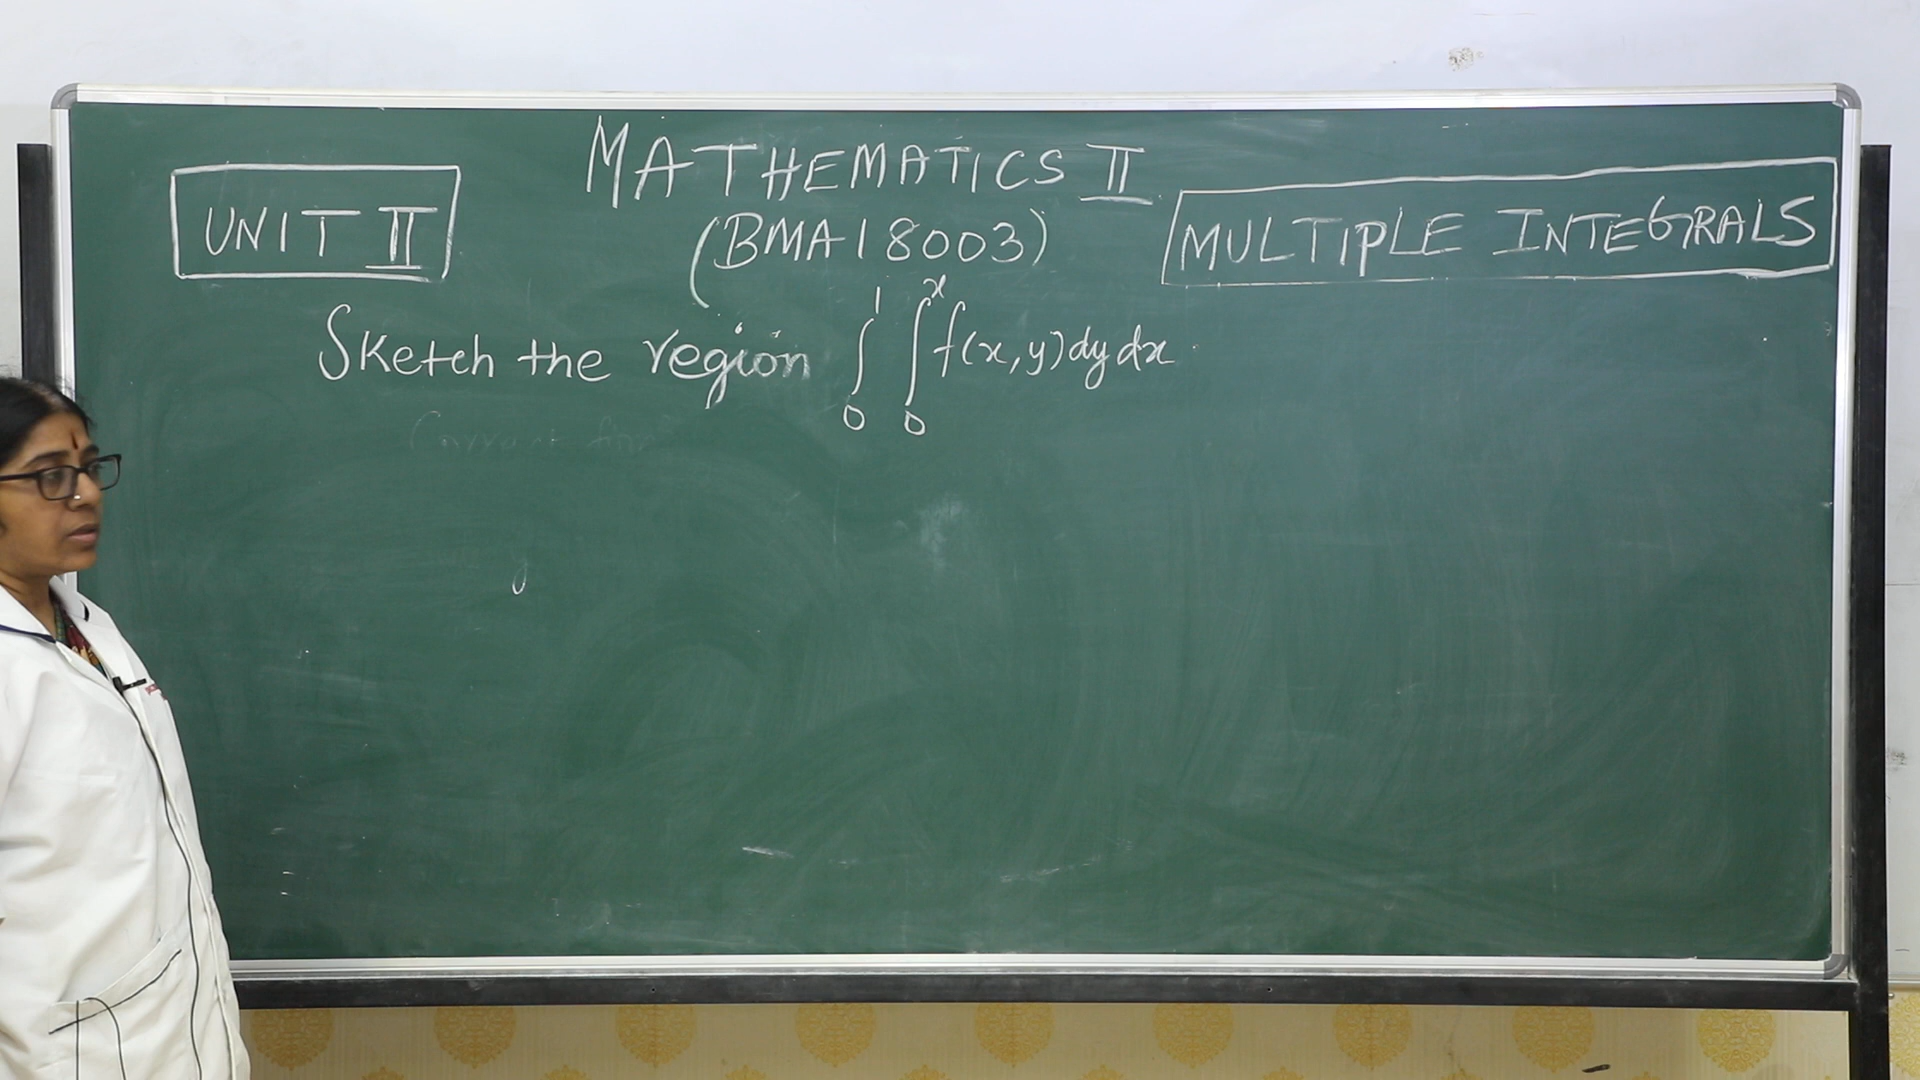 MATHEMATICS II
UNIT II
(BMA18003)
MULTIPLE INTEGRALS
Sketch the region ∫₀¹ ∫₀ˣ f(x,y) dy dx